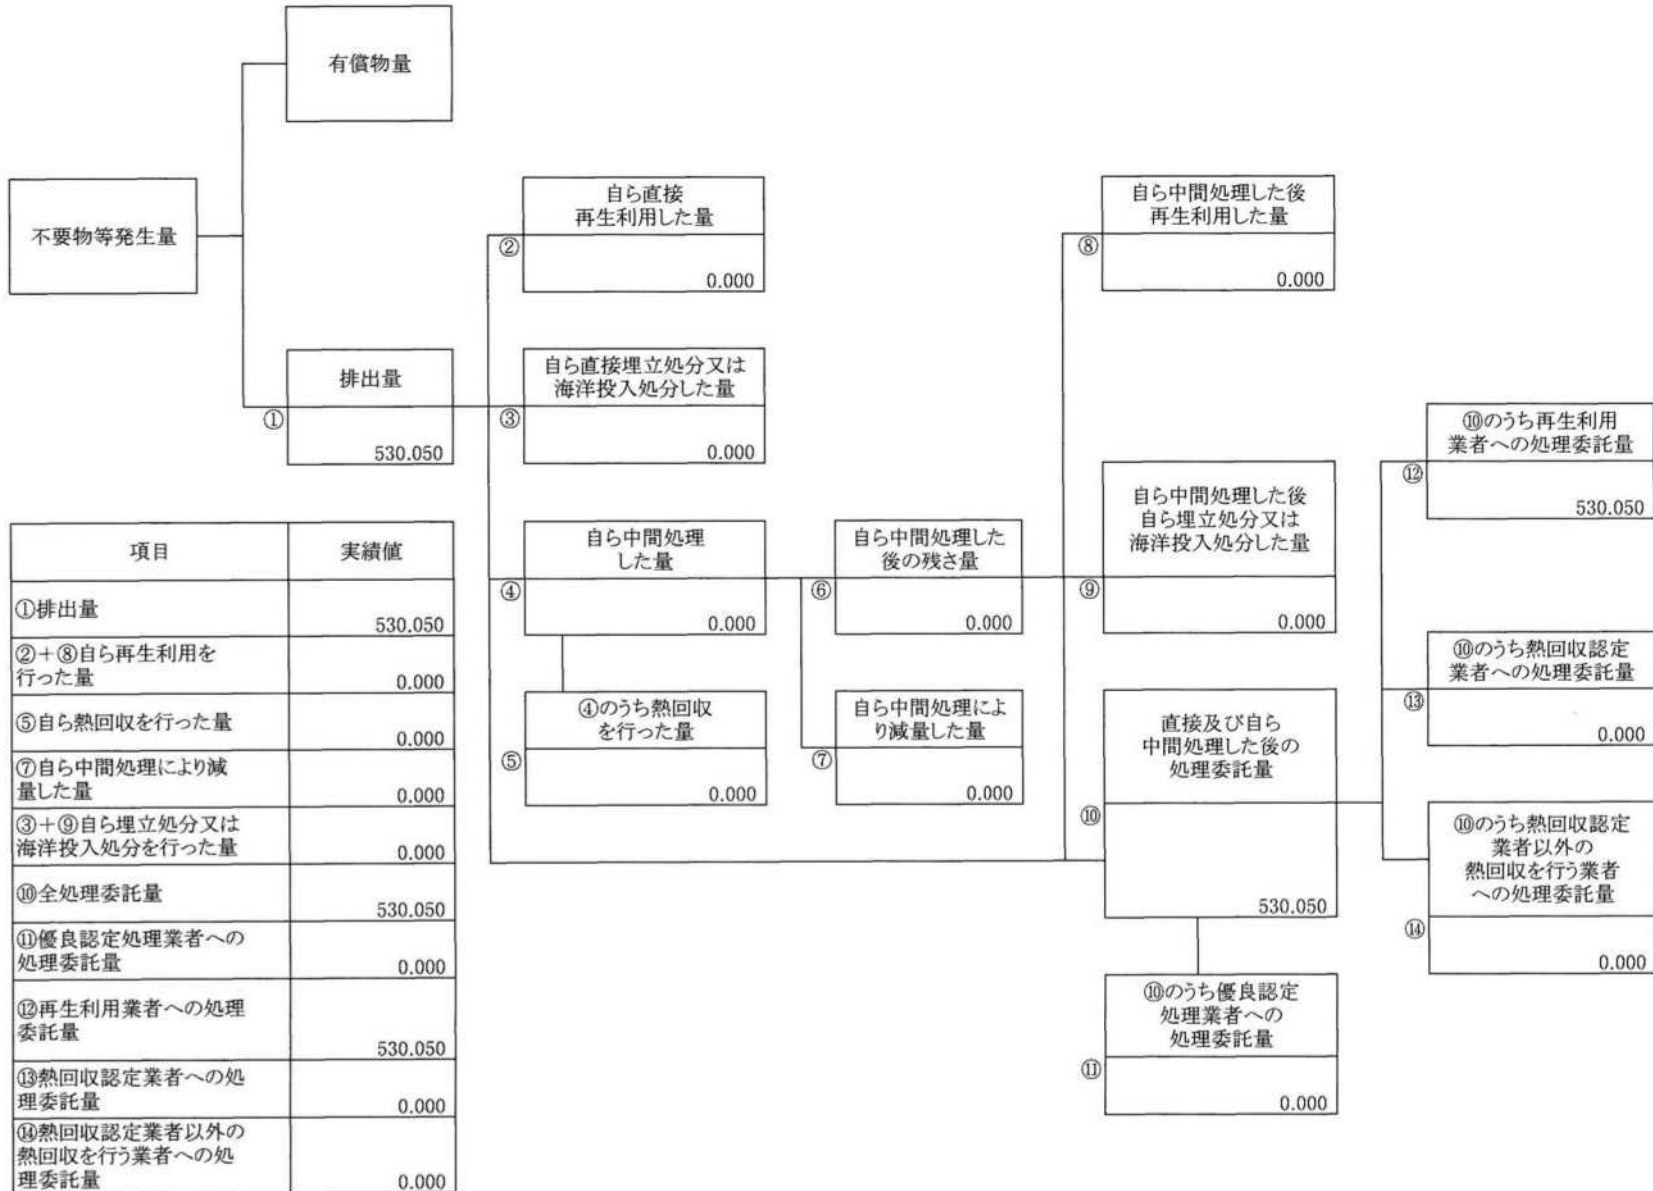 有償物量
不要物等発生量
自ら直接
再生利用した量
②
0.000
自ら中間処理した後
再生利用した量
⑧
0.000
排出量
①
530.050
自ら直接埋立処分又は
海洋投入処分した量
③
0.000
⑩のうち再生利用
業者への処理委託量
⑫
530.050
自ら中間処理
した量
④
0.000
自ら中間処理した
後の残さ量
⑥
0.000
自ら中間処理した後
自ら埋立処分又は
海洋投入処分した量
⑨
0.000
⑩のうち熱回収認定
業者への処理委託量
⑬
0.000
④のうち熱回収
を行った量
⑤
0.000
自ら中間処理によ
り減量した量
⑦
0.000
直接及び自ら
中間処理した後の
処理委託量
⑩
530.050
⑩のうち熱回収認定
業者以外の
熱回収を行う業者
への処理委託量
⑭
0.000
⑩のうち優良認定
処理業者への
処理委託量
⑪
0.000
項目 実績値
①排出量
530.050
②+⑧自ら再生利用を
行った量 0.000
⑤自ら熱回収を行った量
0.000
⑦自ら中間処理により減
量した量 0.000
③+⑨自ら埋立処分又は
海洋投入処分を行った量 0.000
⑩全処理委託量
530.050
⑪優良認定処理業者への
処理委託量 0.000
⑫再生利用業者への処理
委託量
530.050
⑬熱回収認定業者への処
理委託量 0.000
⑭熱回収認定業者以外の
熱回収を行う業者への処
理委託量 0.000